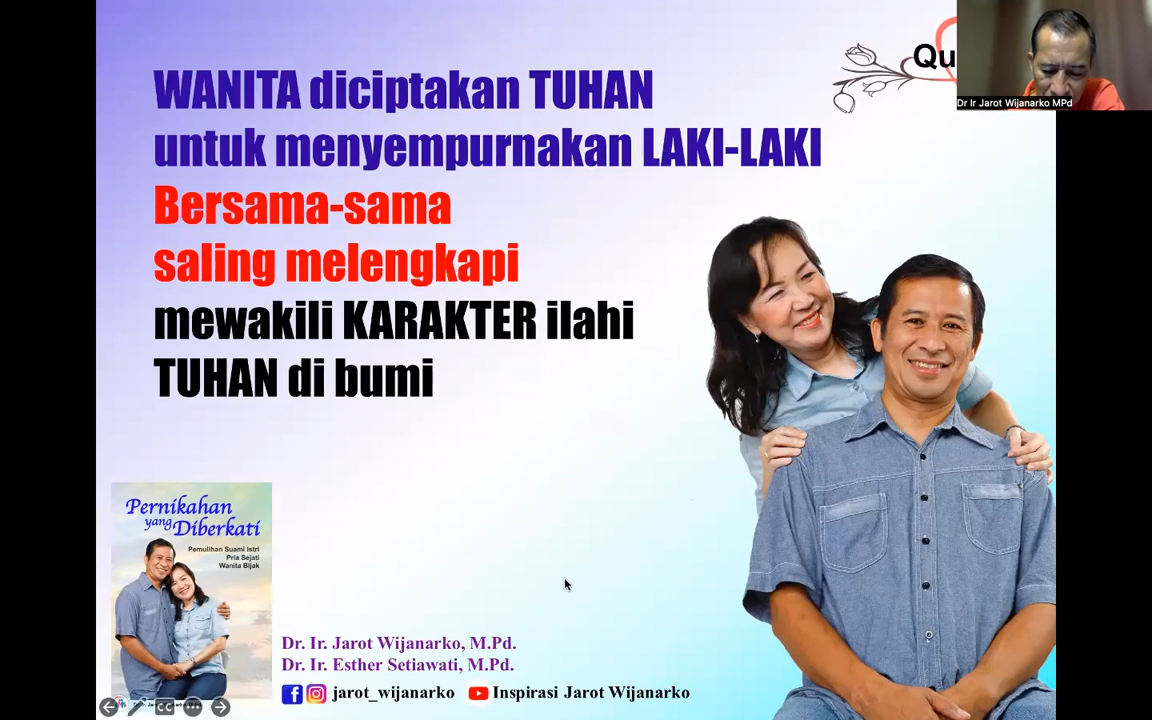 WANITA diciptakan TUHAN
untuk menyempurnakan LAKI-LAKI
Bersama-sama
saling melengkapi
mewakili KARAKTER ilahi
TUHAN di bumi
Qu
Dr Ir Jarot Wijanarko MPd
Pernikahan
yang Diberkati
Pemulihan Suami Istri
Pria Sejati
Wanita Bijak
Dr. Ir. Jarot Wijanarko, M.Pd.
Dr. Ir. Esther Setiawati, M.Pd.
jarot_wijanarko
Inspirasi Jarot Wijanarko
CC